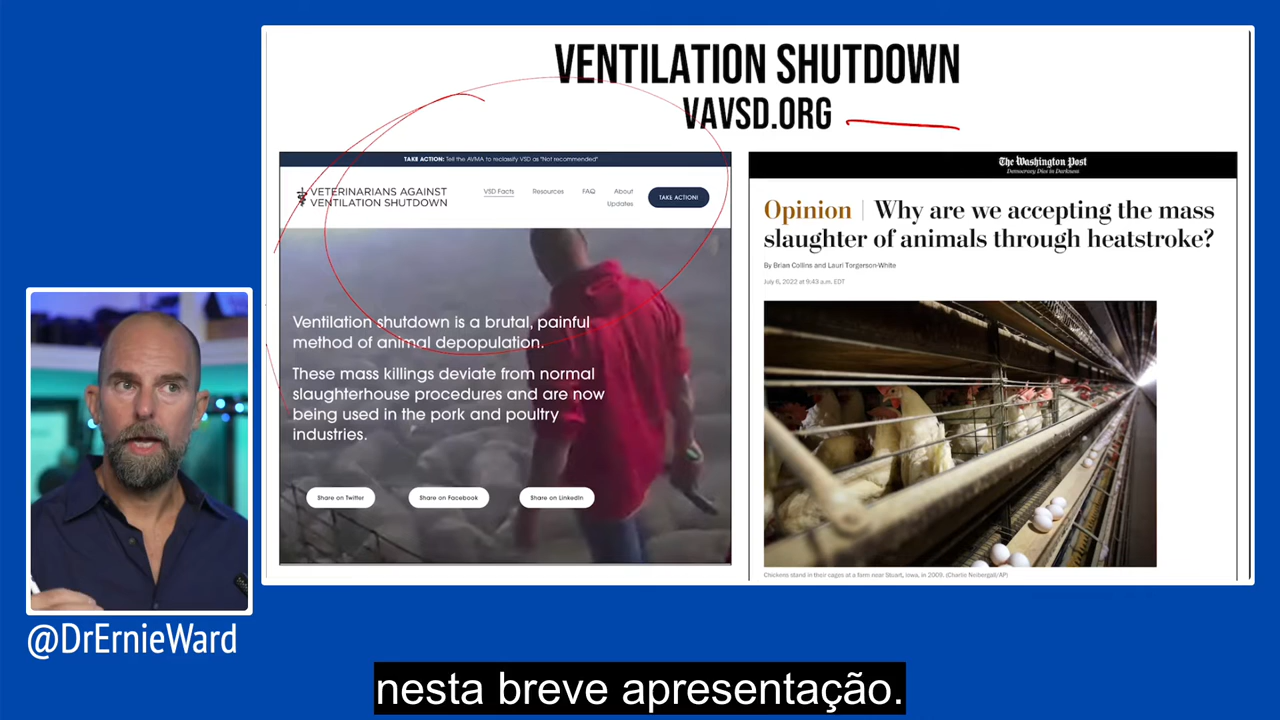 VENTILATION SHUTDOWN
VAVSD.ORG
TAKE ACTION: Tell the AVMA to reclassify VSD as "Not recommended"
VETERINARIANS AGAINST
VENTILATION SHUTDOWN
VSD Facts Resources FAQ About
Updates
TAKE ACTION!
Ventilation shutdown is a brutal, painful
method of animal depopulation.
These mass killings deviate from normal
slaughterhouse procedures and are now
being used in the pork and poultry
industries.
Share on Twitter Share on Facebook Share on LinkedIn
The Washington Post
Democracy Dies in Darkness
Opinion | Why are we accepting the mass
slaughter of animals through heatstroke?
By Brian Collins and Lauri Torgerson-White
July 6, 2022 at 9:43 a.m. EDT
Chickens stand in their cages at a farm near Stuart, Iowa, in 2009. (Charlie Neibergall/AP)
@DrErnieWard
nesta breve apresentação.